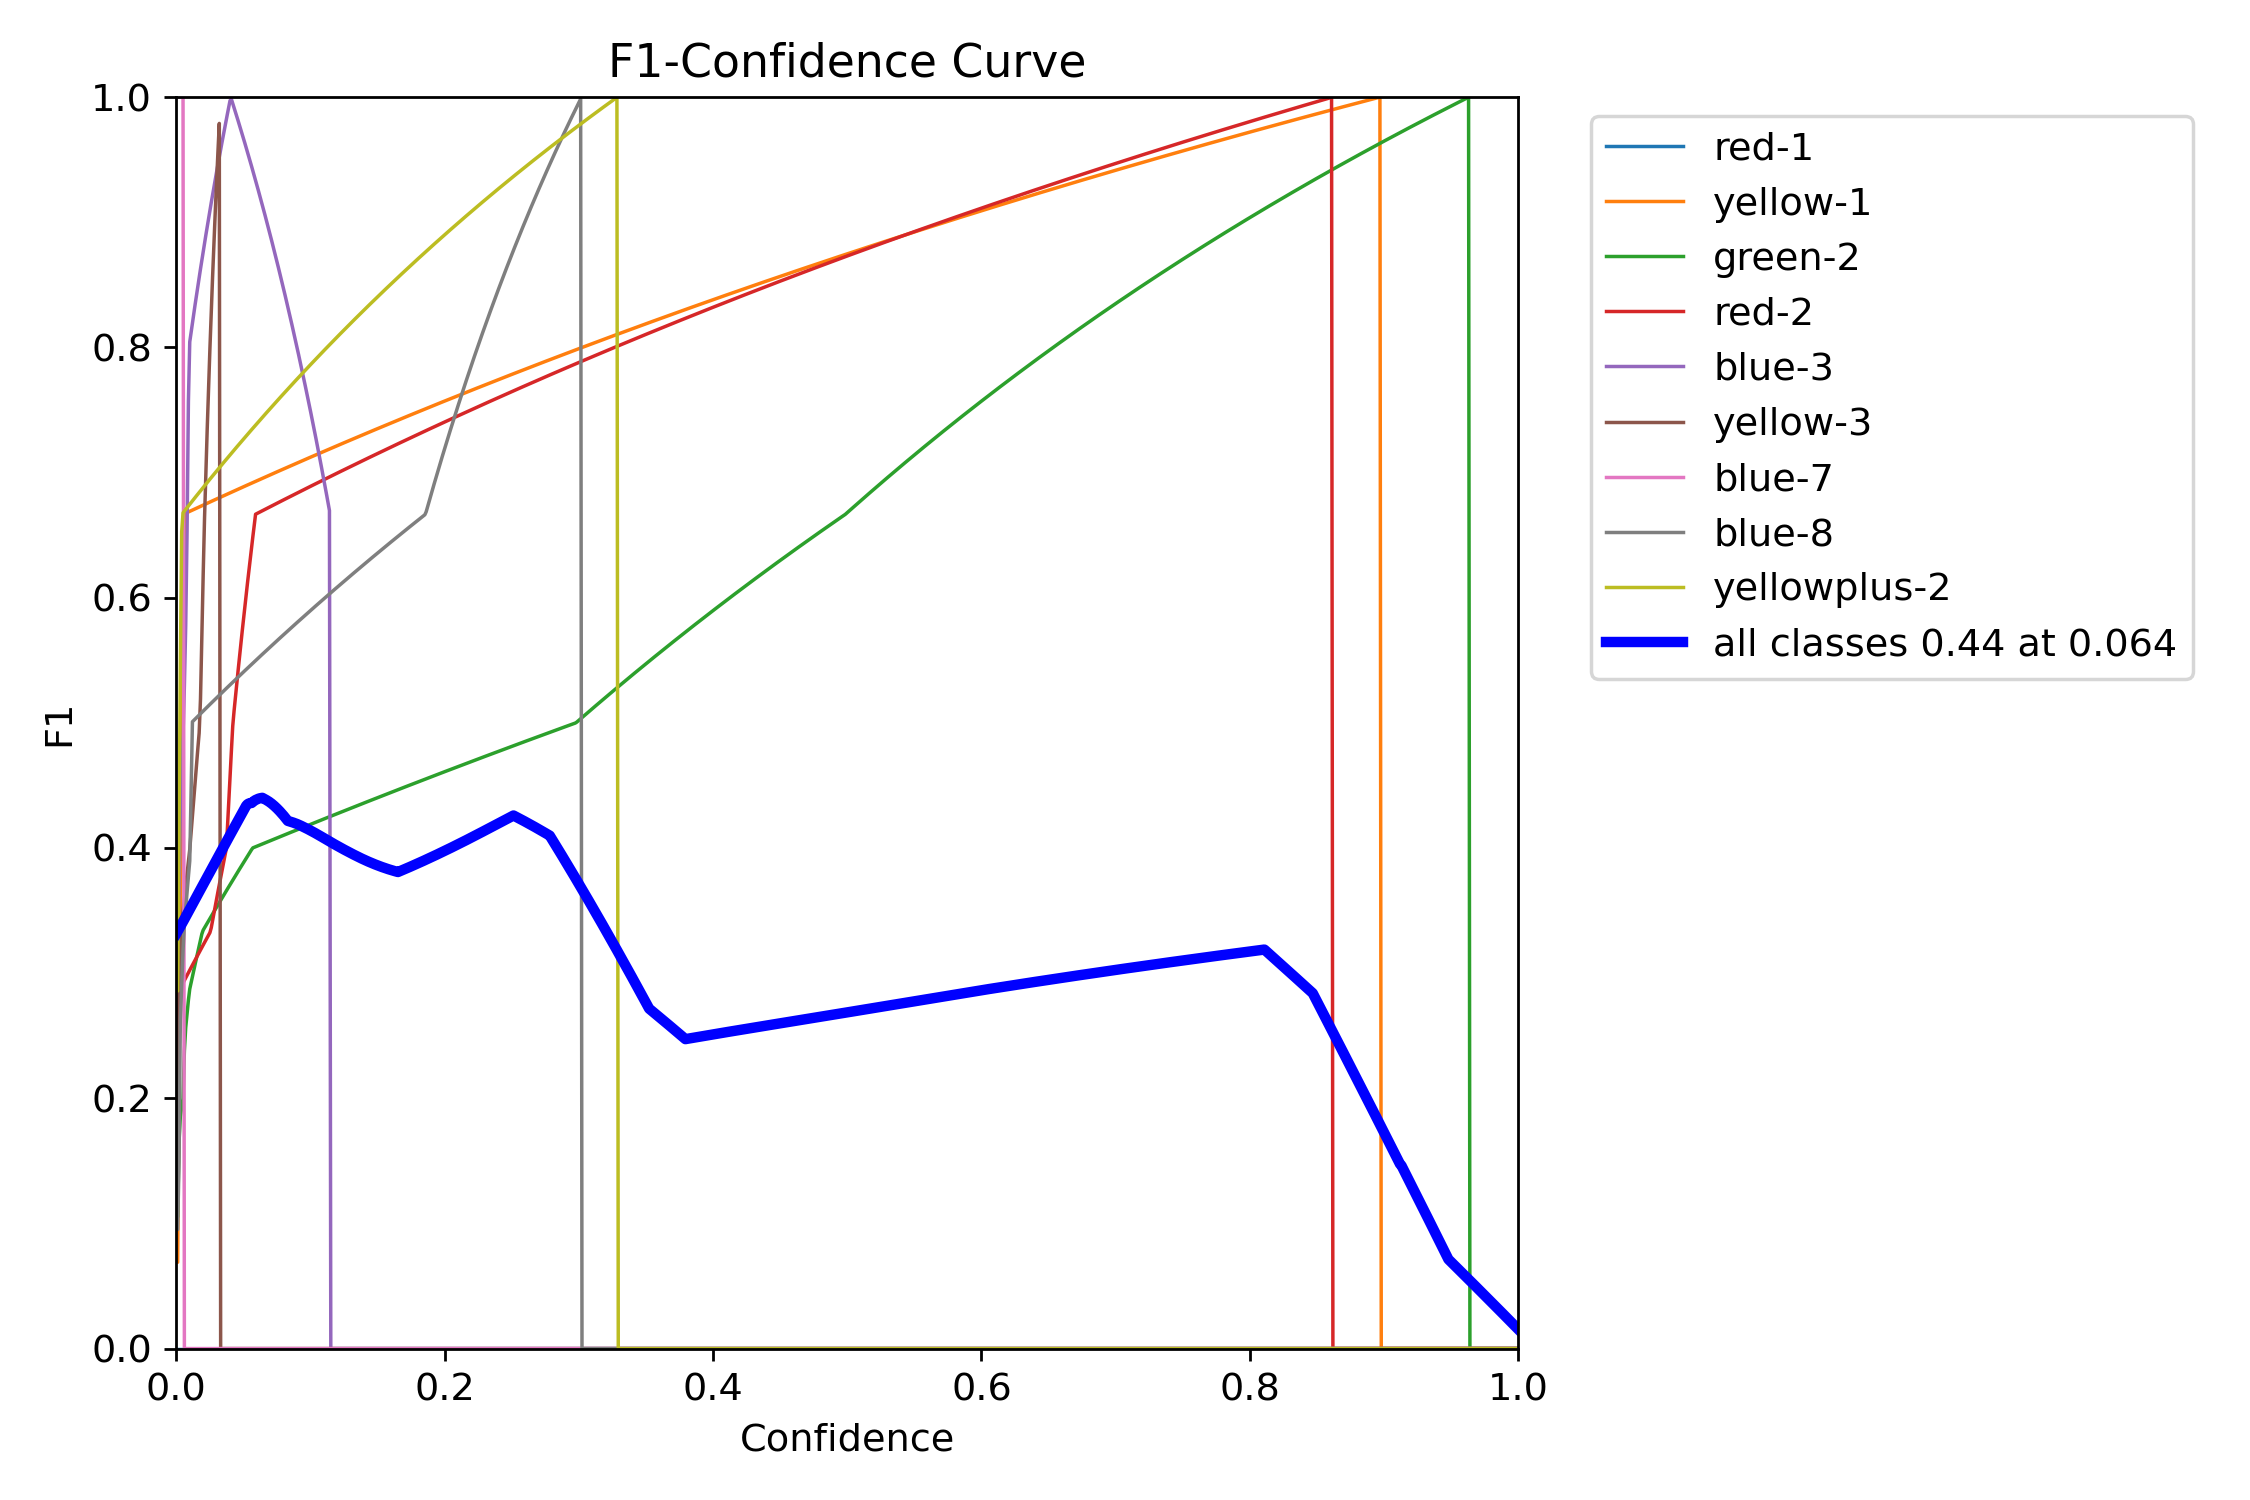 F1-Confidence Curve
1.0
0.8
0.6
0.4
0.2
0.0
F1
0.0 0.2 0.4 0.6 0.8 1.0
Confidence
red-1
yellow-1
green-2
red-2
blue-3
yellow-3
blue-7
blue-8
yellowplus-2
all classes 0.44 at 0.064